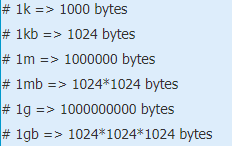 # 1k => 1000 bytes
# 1kb => 1024 bytes
# 1m => 1000000 bytes
# 1mb => 1024*1024 bytes
# 1g => 1000000000 bytes
# 1gb => 1024*1024*1024 bytes